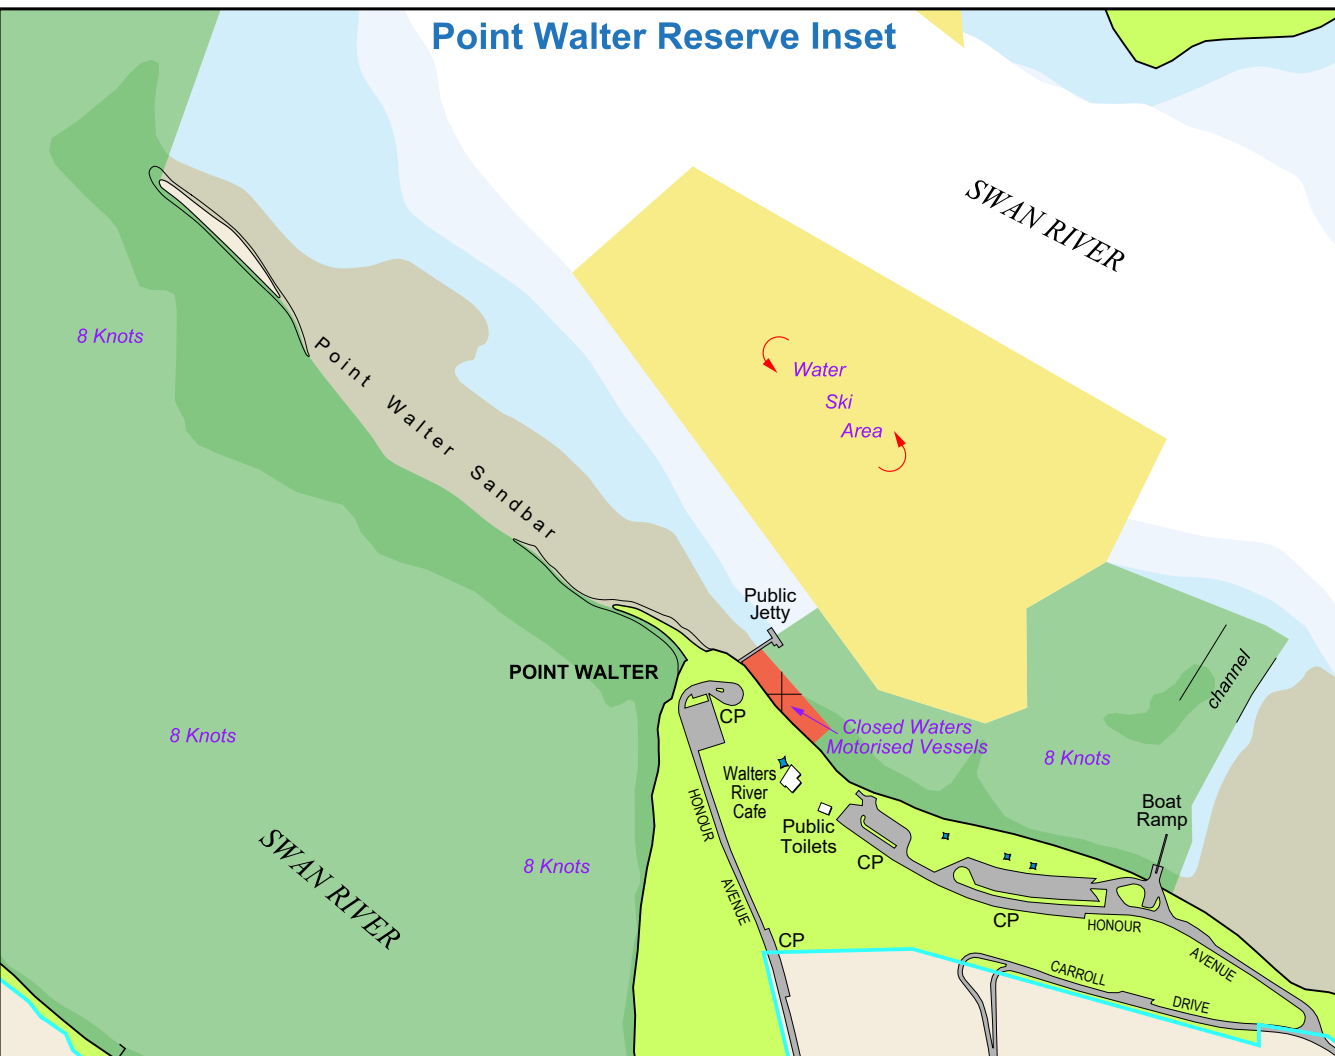 Point Walter Reserve Inset
SWAN RIVER
8 Knots
Point Walter Sandbar
Water
Ski
Area
Public
Jetty
POINT WALTER
channel
CP
Closed Waters
Motorised Vessels
8 Knots
8 Knots
Walters
River
Cafe
HONOUR
AVENUE
Public
Toilets
Boat
Ramp
CP
8 Knots
SWAN RIVER
CP
CP
HONOUR
AVENUE
CARROLL
DRIVE